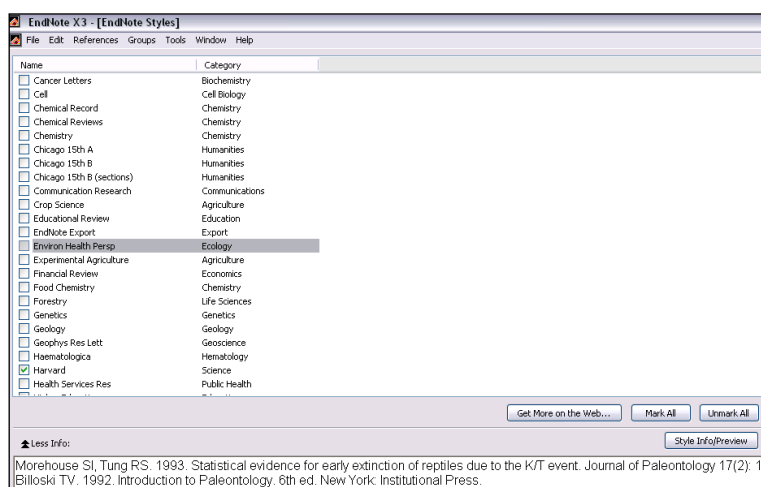 EndNote X3 - [EndNote Styles]
File Edit References Groups Tools Window Help
Name Category
Cancer Letters Biochemistry
Cell Cell Biology
Chemical Record Chemistry
Chemical Reviews Chemistry
Chemistry Chemistry
Chicago 15th A Humanities
Chicago 15th B Humanities
Chicago 15th B (sections) Humanities
Communication Research Communications
Crop Science Agriculture
Educational Review Education
EndNote Export Export
Environ Health Persp Ecology
Experimental Agriculture Agriculture
Financial Review Economics
Food Chemistry Chemistry
Forestry Life Sciences
Genetics Genetics
Geology Geology
Geophys Res Lett Geoscience
Haematologica Hematology
Harvard Science
Health Services Res Public Health
Get More on the Web... Mark All Unmark All
Less Info: Style Info/Preview
Morehouse SI, Tung RS. 1993. Statistical evidence for early extinction of reptiles due to the K/T event. Journal of Paleontology 17(2): 1
Billoski TV. 1992. Introduction to Paleontology. 6th ed. New York: Institutional Press.